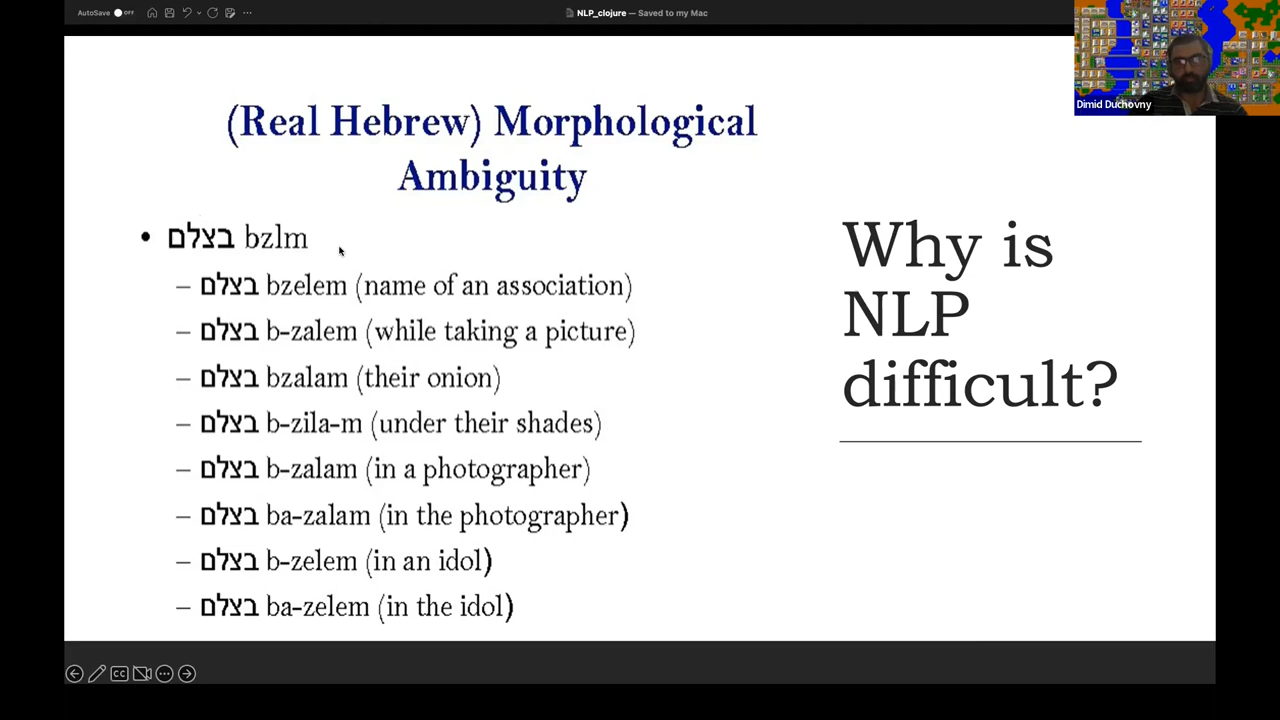 AutoSave OFF
NLP_clojure — Saved to my Mac
Dimid Duchovny
(Real Hebrew) Morphological
Ambiguity
• בצלם bzlm
– בצלם bzelem (name of an association)
– בצלם b-zalem (while taking a picture)
– בצלם bzalam (their onion)
– בצלם b-zila-m (under their shades)
– בצלם b-zalam (in a photographer)
– בצלם ba-zalam (in the photographer)
– בצלם b-zelem (in an idol)
– בצלם ba-zelem (in the idol)
Why is
NLP
difficult?
CC